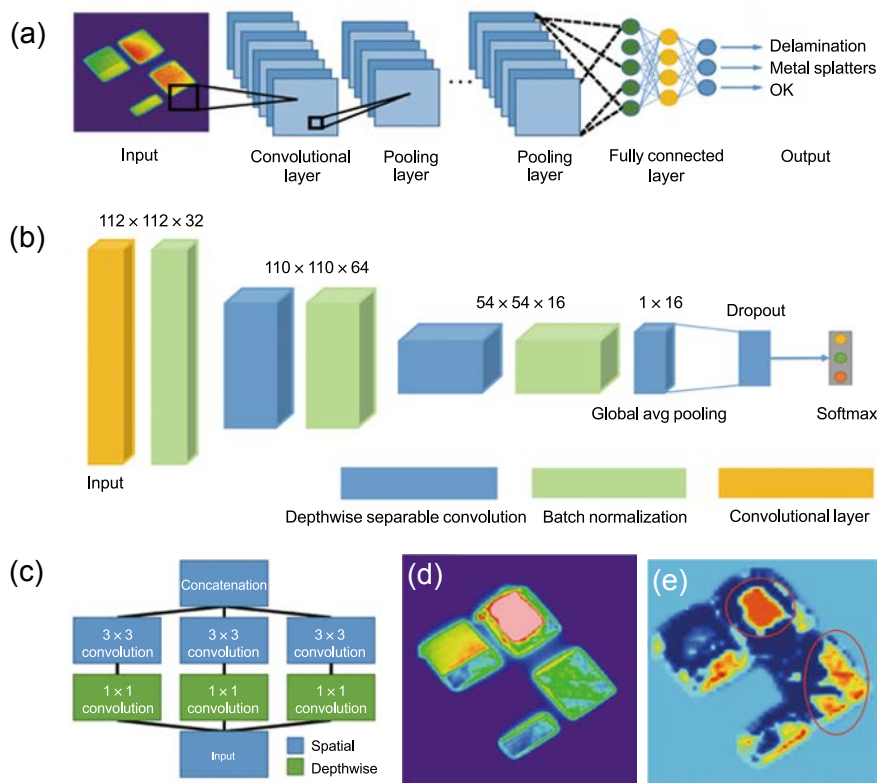 (a)
Delamination
Metal splatters
OK
...
Input
Convolutional
layer
Pooling
layer
Pooling
layer
Fully connected
layer
Output
(b)
112 × 112 × 32
110 × 110 × 64
54 × 54 × 16
1 × 16
Dropout
Global avg pooling
Softmax
Input
Depthwise separable convolution
Batch normalization
Convolutional layer
(c)
Concatenation
3 × 3
convolution
3 × 3
convolution
3 × 3
convolution
1 × 1
convolution
1 × 1
convolution
1 × 1
convolution
Input
Spatial
Depthwise
(d)
(e)